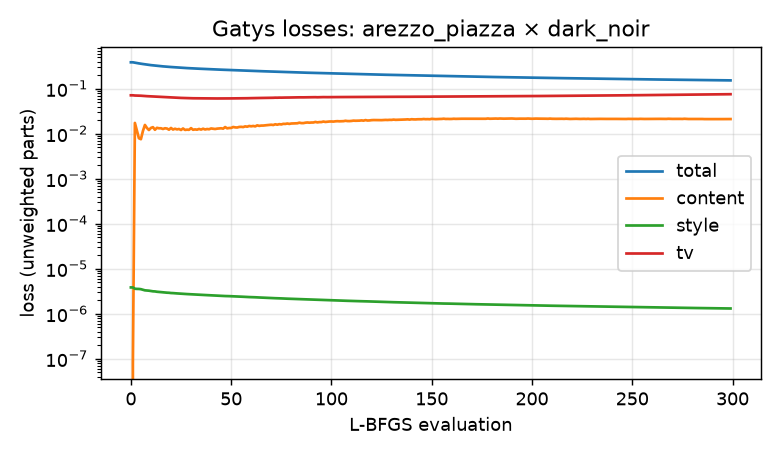 Gatys losses: arezzo_piazza × dark_noir
loss (unweighted parts)
10⁻¹
10⁻²
10⁻³
10⁻⁴
10⁻⁵
10⁻⁶
10⁻⁷
total
content
style
tv
0 50 100 150 200 250 300
L-BFGS evaluation